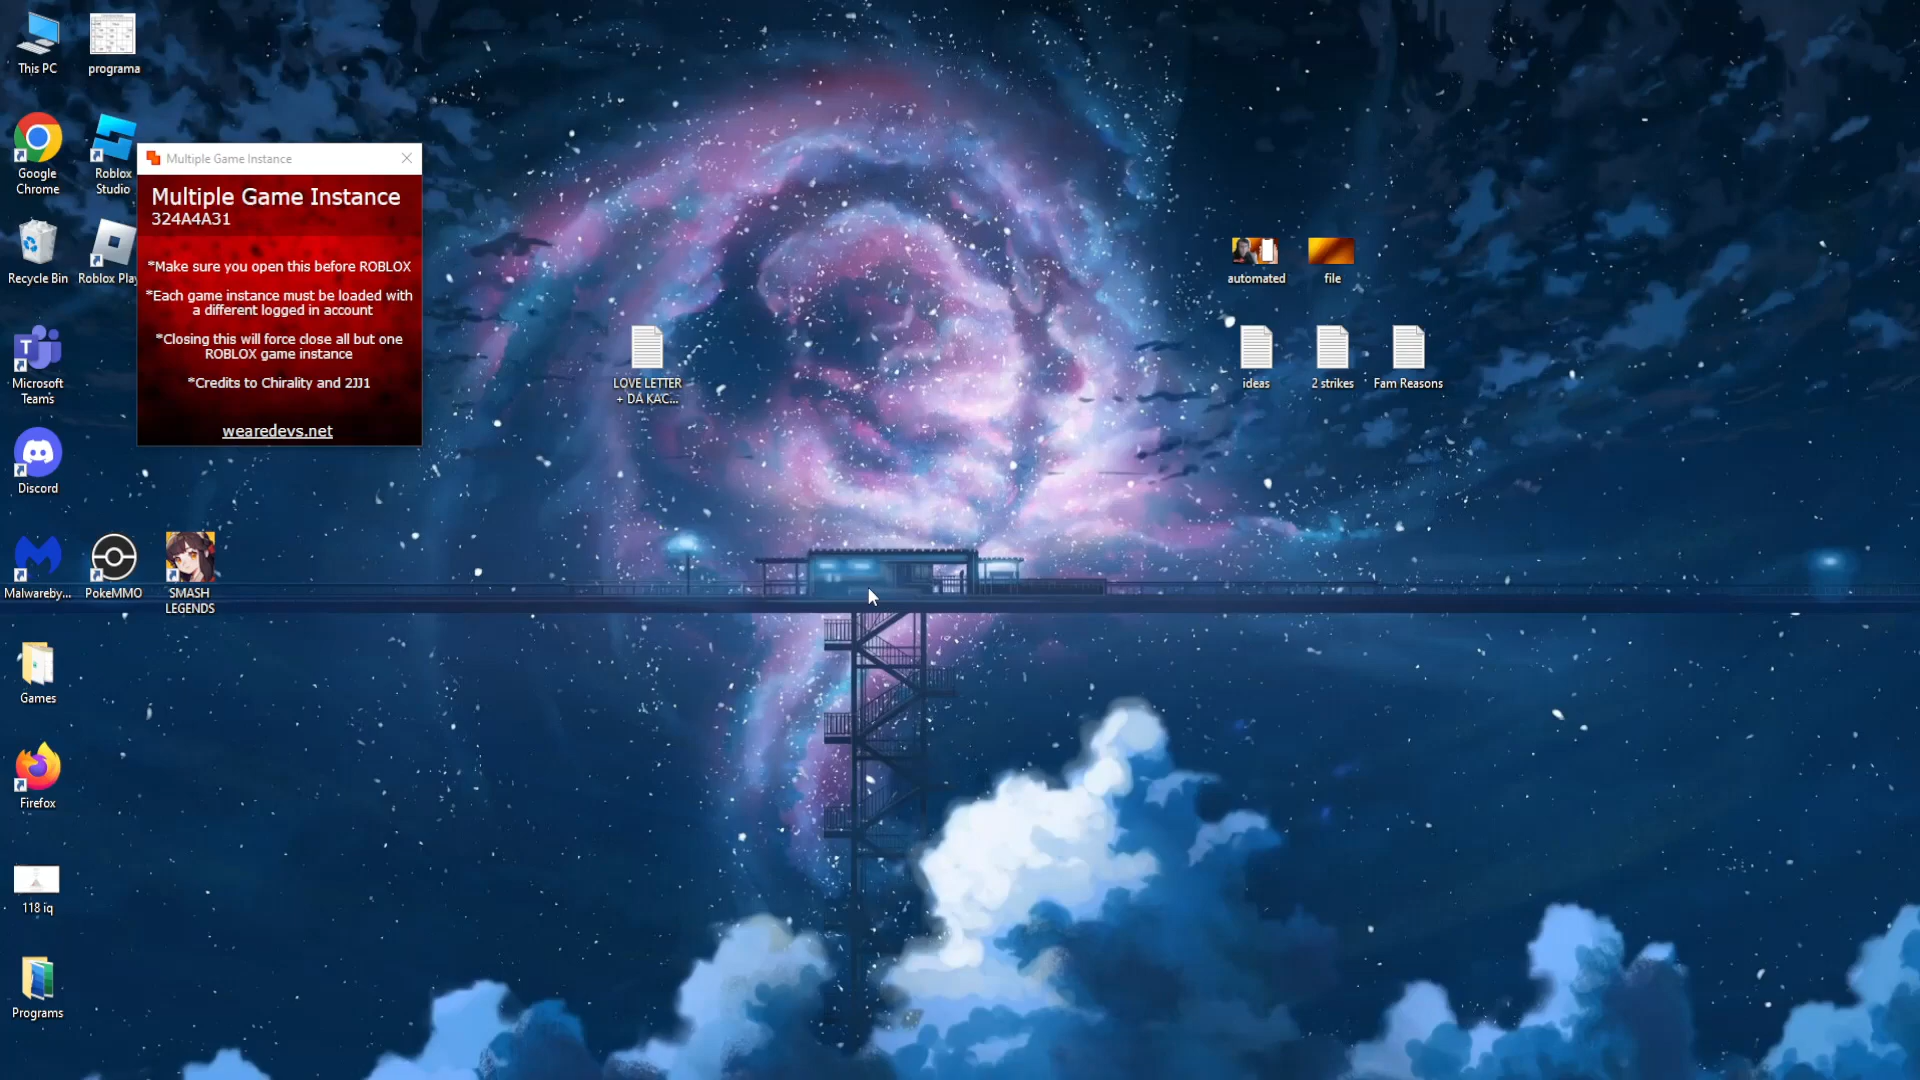 This PC
programa
Google
Chrome
Roblox
Studio
Multiple Game Instance
Multiple Game Instance
324A4A31
*Make sure you open this before ROBLOX
*Each game instance must be loaded with
a different logged in account
*Closing this will force close all but one
ROBLOX game instance
*Credits to Chirality and 2JJ1
wearedevs.net
Recycle Bin
Roblox Play
Microsoft
Teams
Discord
Malwareby...
PokeMMO
SMASH
LEGENDS
Games
Firefox
118 iq
Programs
LOVE LETTER
+ DA KAC...
automated
file
ideas
2 strikes
Fam Reasons